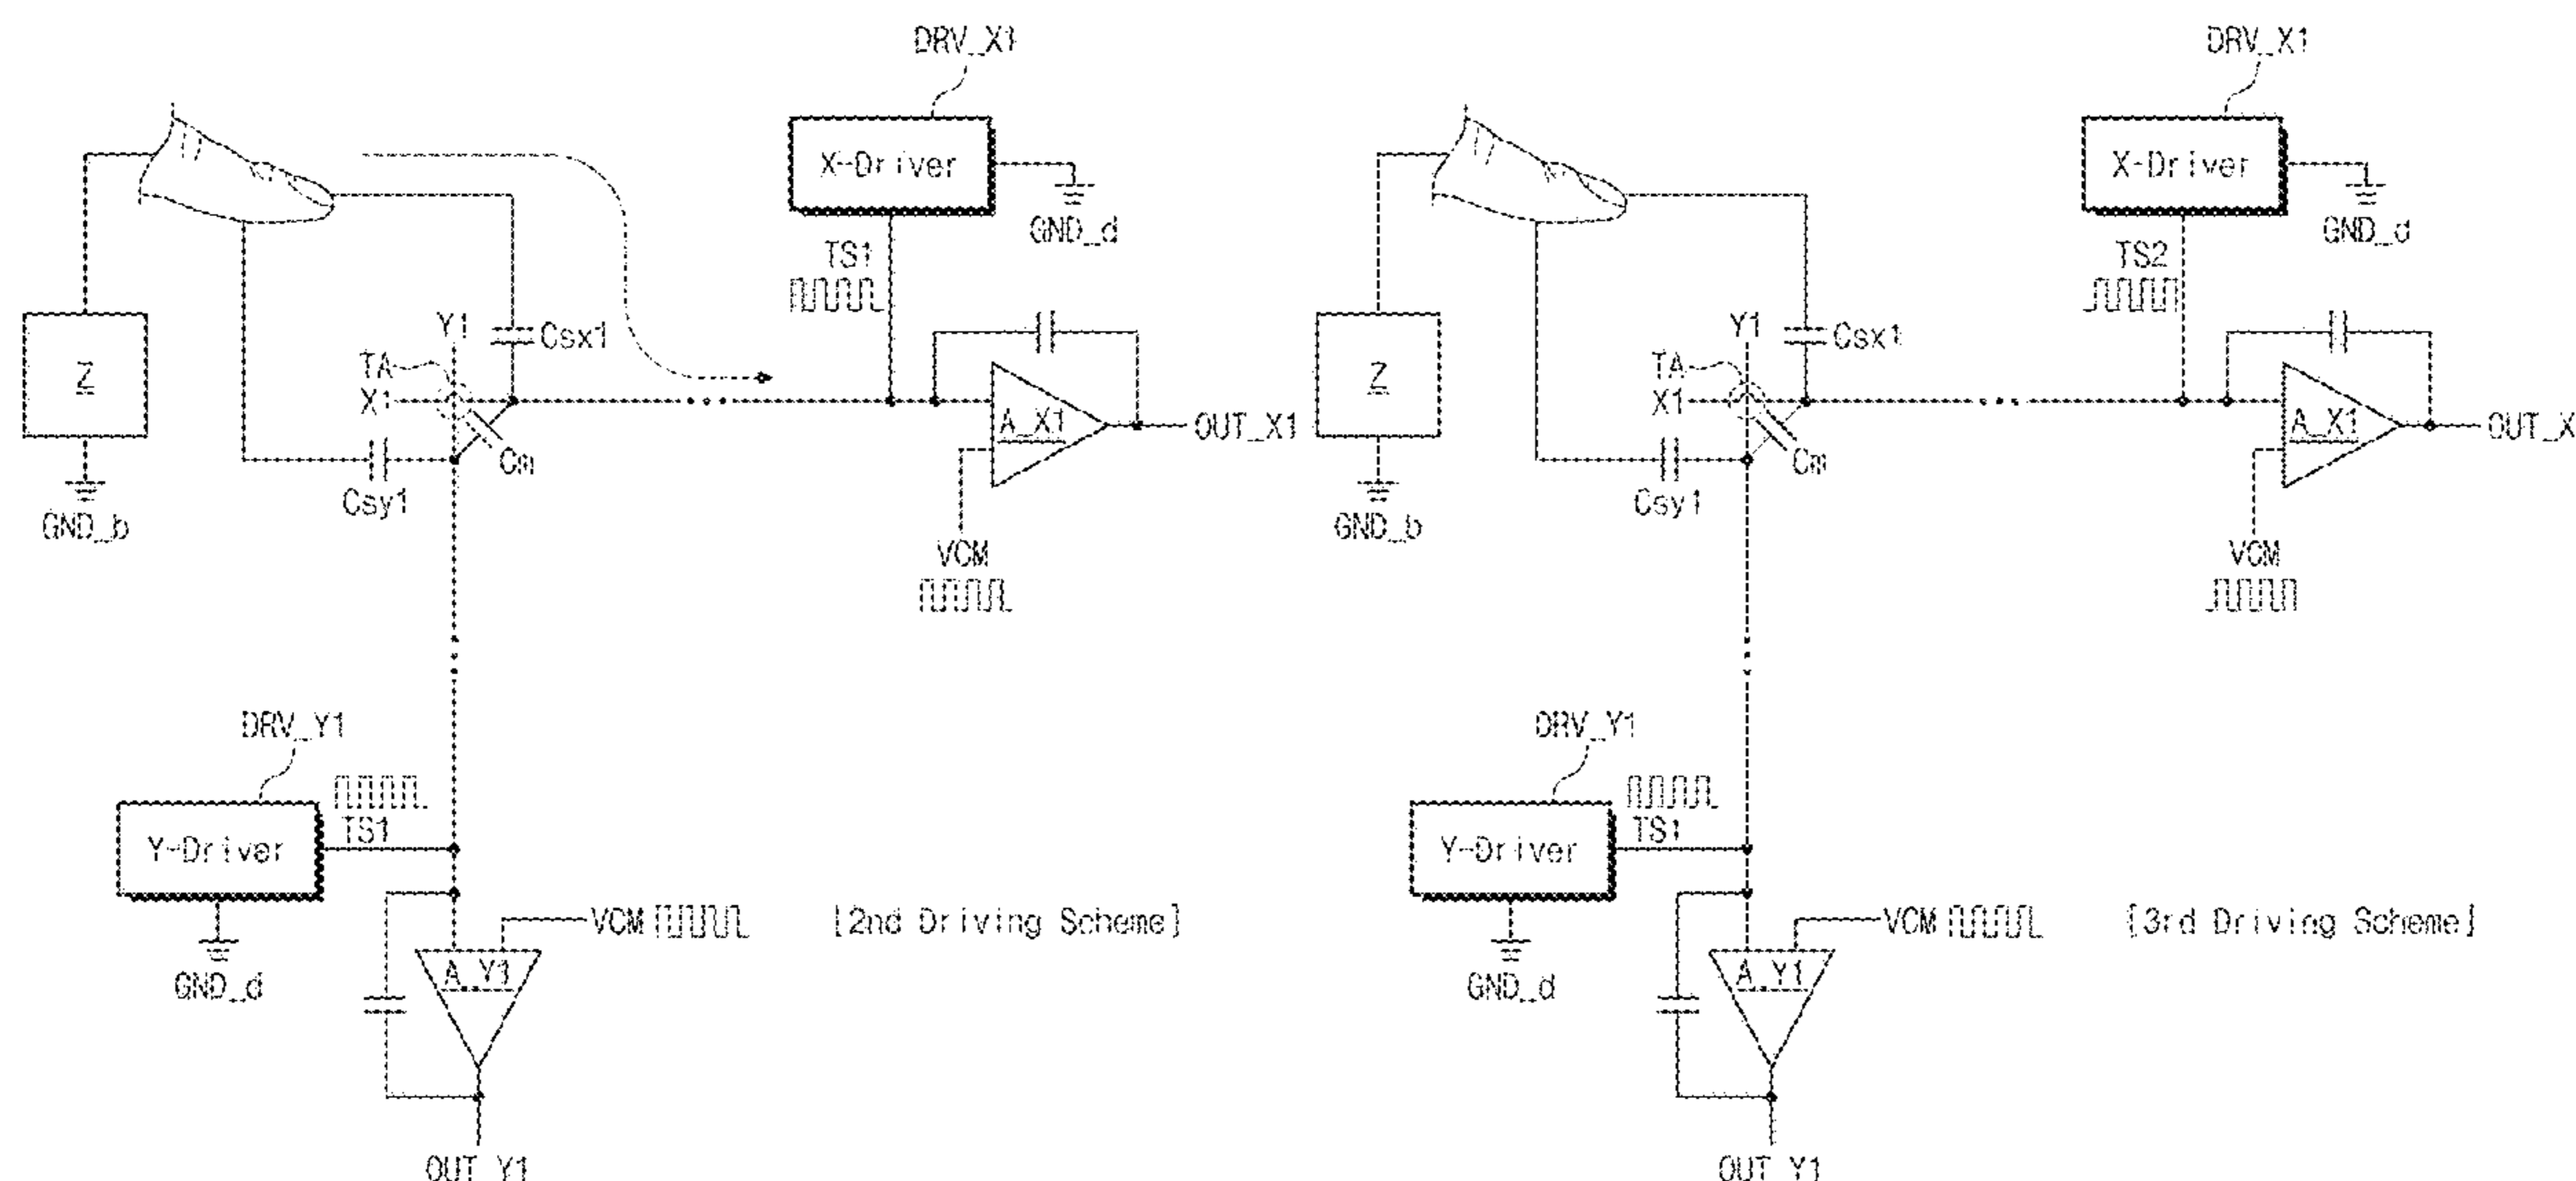 DRV_X1
X-Driver
GND_d
TS1
Y1
Csx1
TA
Z
X1
A_X1
OUT_X1
Cm
Csy1
GND_b
VCM
DRV_Y1
TS1
Y-Driver
VCM
[2nd Driving Scheme]
A_Y1
GND_d
OUT_Y1
DRV_X1
X-Driver
GND_d
TS2
Y1
Csx1
TA
Z
X1
A_X1
OUT_X
Cm
Csy1
GND_b
VCM
DRV_Y1
TS1
Y-Driver
VCM
[3rd Driving Scheme]
A_Y1
GND_d
OUT_Y1